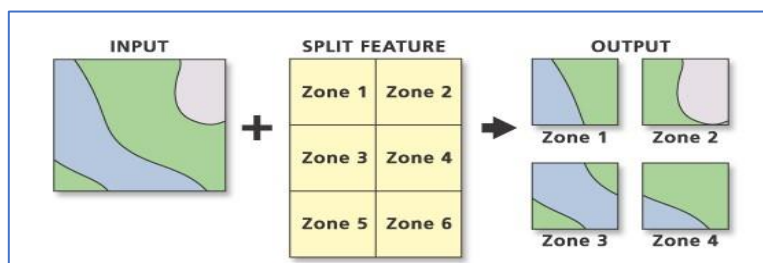 INPUT
SPLIT FEATURE
OUTPUT
Zone 1 Zone 2
Zone 3 Zone 4
Zone 5 Zone 6
Zone 1 Zone 2
Zone 3 Zone 4